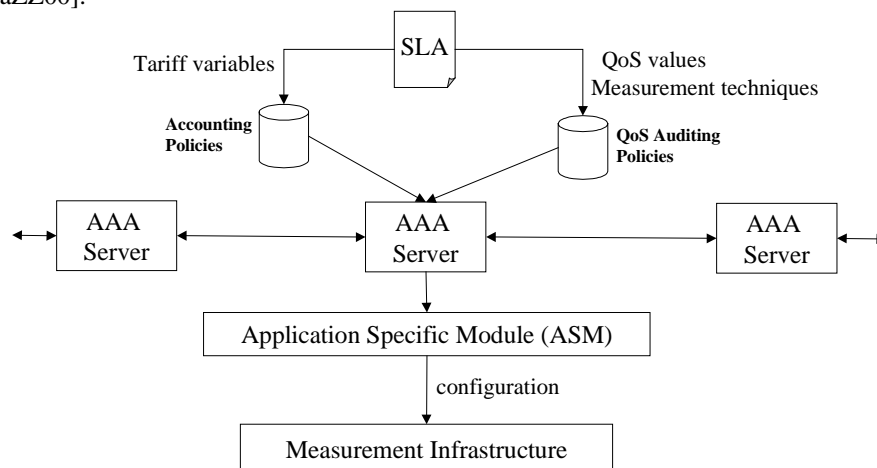 SLA
Tariff variables
QoS values
Measurement techniques
Accounting
Policies
QoS Auditing
Policies
AAA
Server
AAA
Server
AAA
Server
Application Specific Module (ASM)
configuration
Measurement Infrastructure